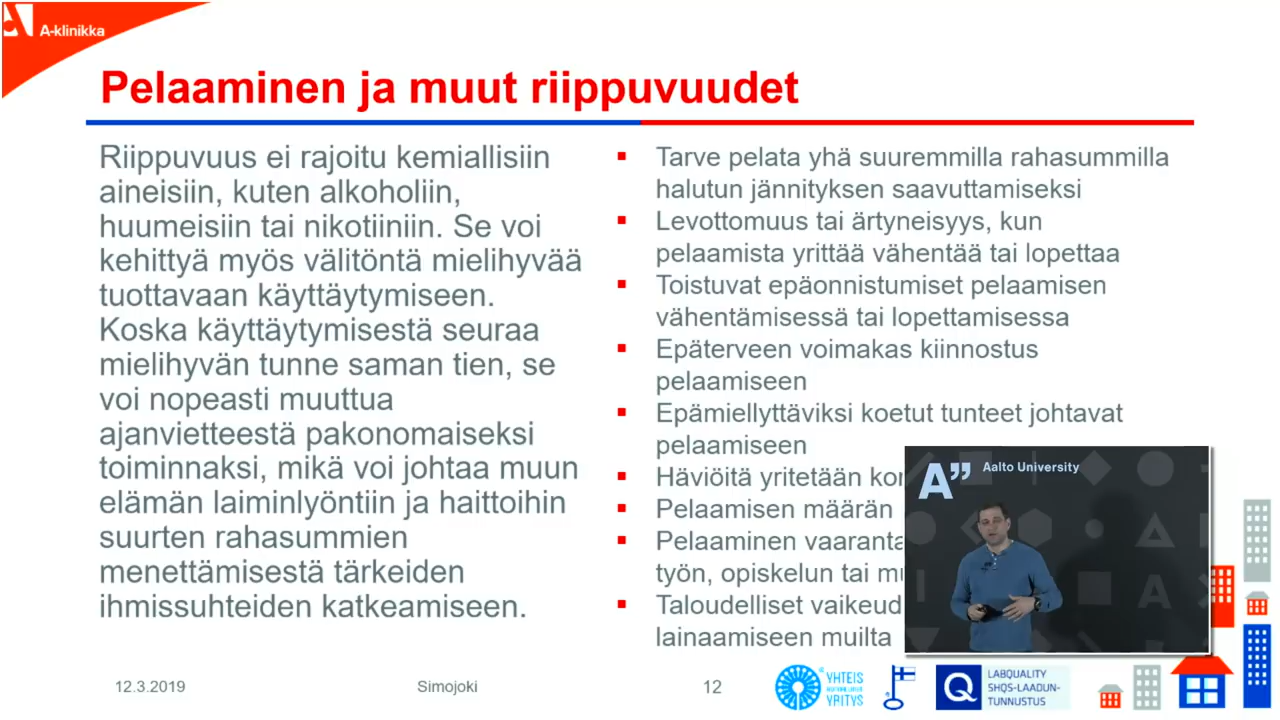 A-klinikka
Pelaaminen ja muut riippuvuudet
Riippuvuus ei rajoitu kemiallisiin
aineisiin, kuten alkoholiin,
huumeisiin tai nikotiiniin. Se voi
kehittyä myös välitöntä mielihyvää
tuottavaan käyttäytymiseen.
Koska käyttäytymisestä seuraa
mielihyvän tunne saman tien, se
voi nopeasti muuttua
ajanvietteestä pakonomaiseksi
toiminnaksi, mikä voi johtaa muun
elämän laiminlyöntiin ja haittoihin
suurten rahasummien
menettämisestä tärkeiden
ihmissuhteiden katkeamiseen.
Tarve pelata yhä suuremmilla rahasummilla
halutun jännityksen saavuttamiseksi
Levottomuus tai ärtyneisyys, kun
pelaamista yrittää vähentää tai lopettaa
Toistuvat epäonnistumiset pelaamisen
vähentämisessä tai lopettamisessa
Epäterveen voimakas kiinnostus
pelaamiseen
Epämiellyttäviksi koetut tunteet johtavat
pelaamiseen
Häviöitä yritetään
Pelaamisen määrän
Pelaaminen
työn, opiskelun tai
Taloudelliset
lainaamiseen muilta
A”
Aalto University
12.3.2019
Simojoki
12
YHTEIS
YRITYS
Q
LABQUALITY
SHQS-LAADUN-
TUNNUSTUS